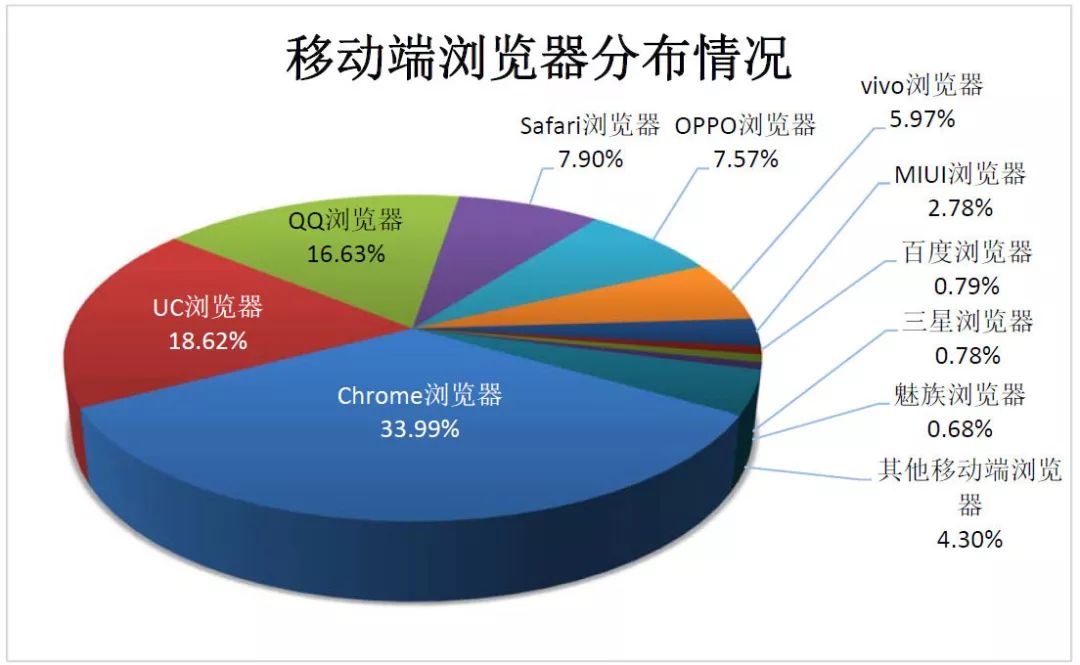 移动端浏览器分布情况
vivo浏览器
5.97%
Safari浏览器
7.90%
OPPO浏览器
7.57%
MIUI浏览器
2.78%
QQ浏览器
16.63%
百度浏览器
0.79%
UC浏览器
18.62%
三星浏览器
0.78%
Chrome浏览器
33.99%
魅族浏览器
0.68%
其他移动端浏览
器
4.30%